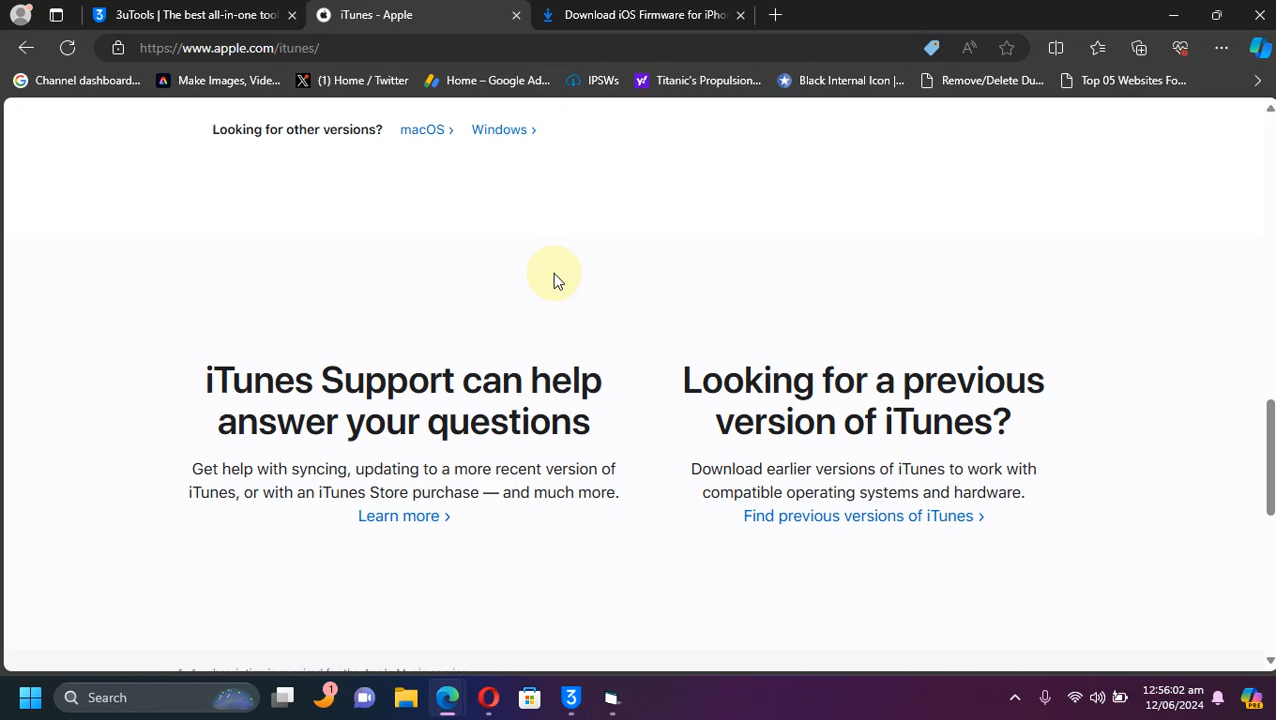 3uTools | The best all-in-one tool
iTunes - Apple
Download iOS Firmware for iPho
https://www.apple.com/itunes/
Channel dashboard...
Make Images, Vide...
(1) Home / Twitter
Home – Google Ad...
IPSWs
Titanic's Propulsion...
Black Internal Icon |...
Remove/Delete Du...
Top 05 Websites Fo...
Looking for other versions? macOS › Windows ›
iTunes Support can help
answer your questions
Get help with syncing, updating to a more recent version of
iTunes, or with an iTunes Store purchase — and much more.
Learn more ›
Looking for a previous
version of iTunes?
Download earlier versions of iTunes to work with
compatible operating systems and hardware.
Find previous versions of iTunes ›
Search
1
3
PRE
12:56:02 am
12/06/2024